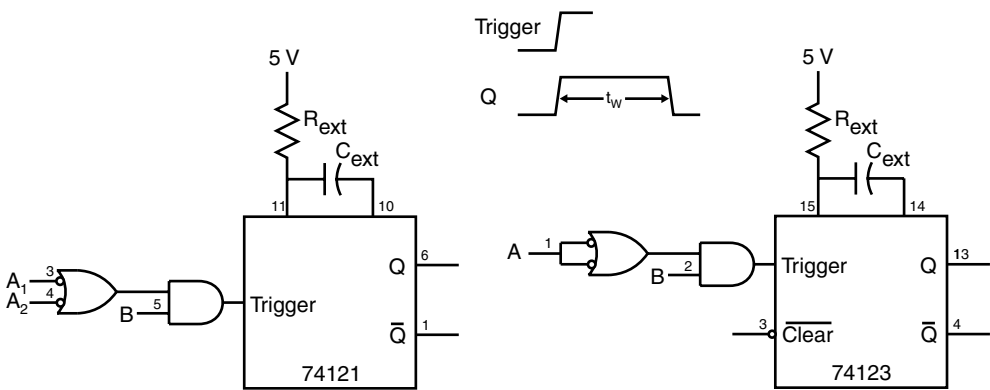 Trigger
5 V
Q
t_W
5 V
R_ext
C_ext
R_ext
C_ext
11
10
15
14
A_1
3
A_2
4
B
5
Trigger
Q
6
Q̅
1
74121
A
1
B
2
Trigger
Q
13
3
C̅l̅e̅a̅r̅
Q̅
4
74123